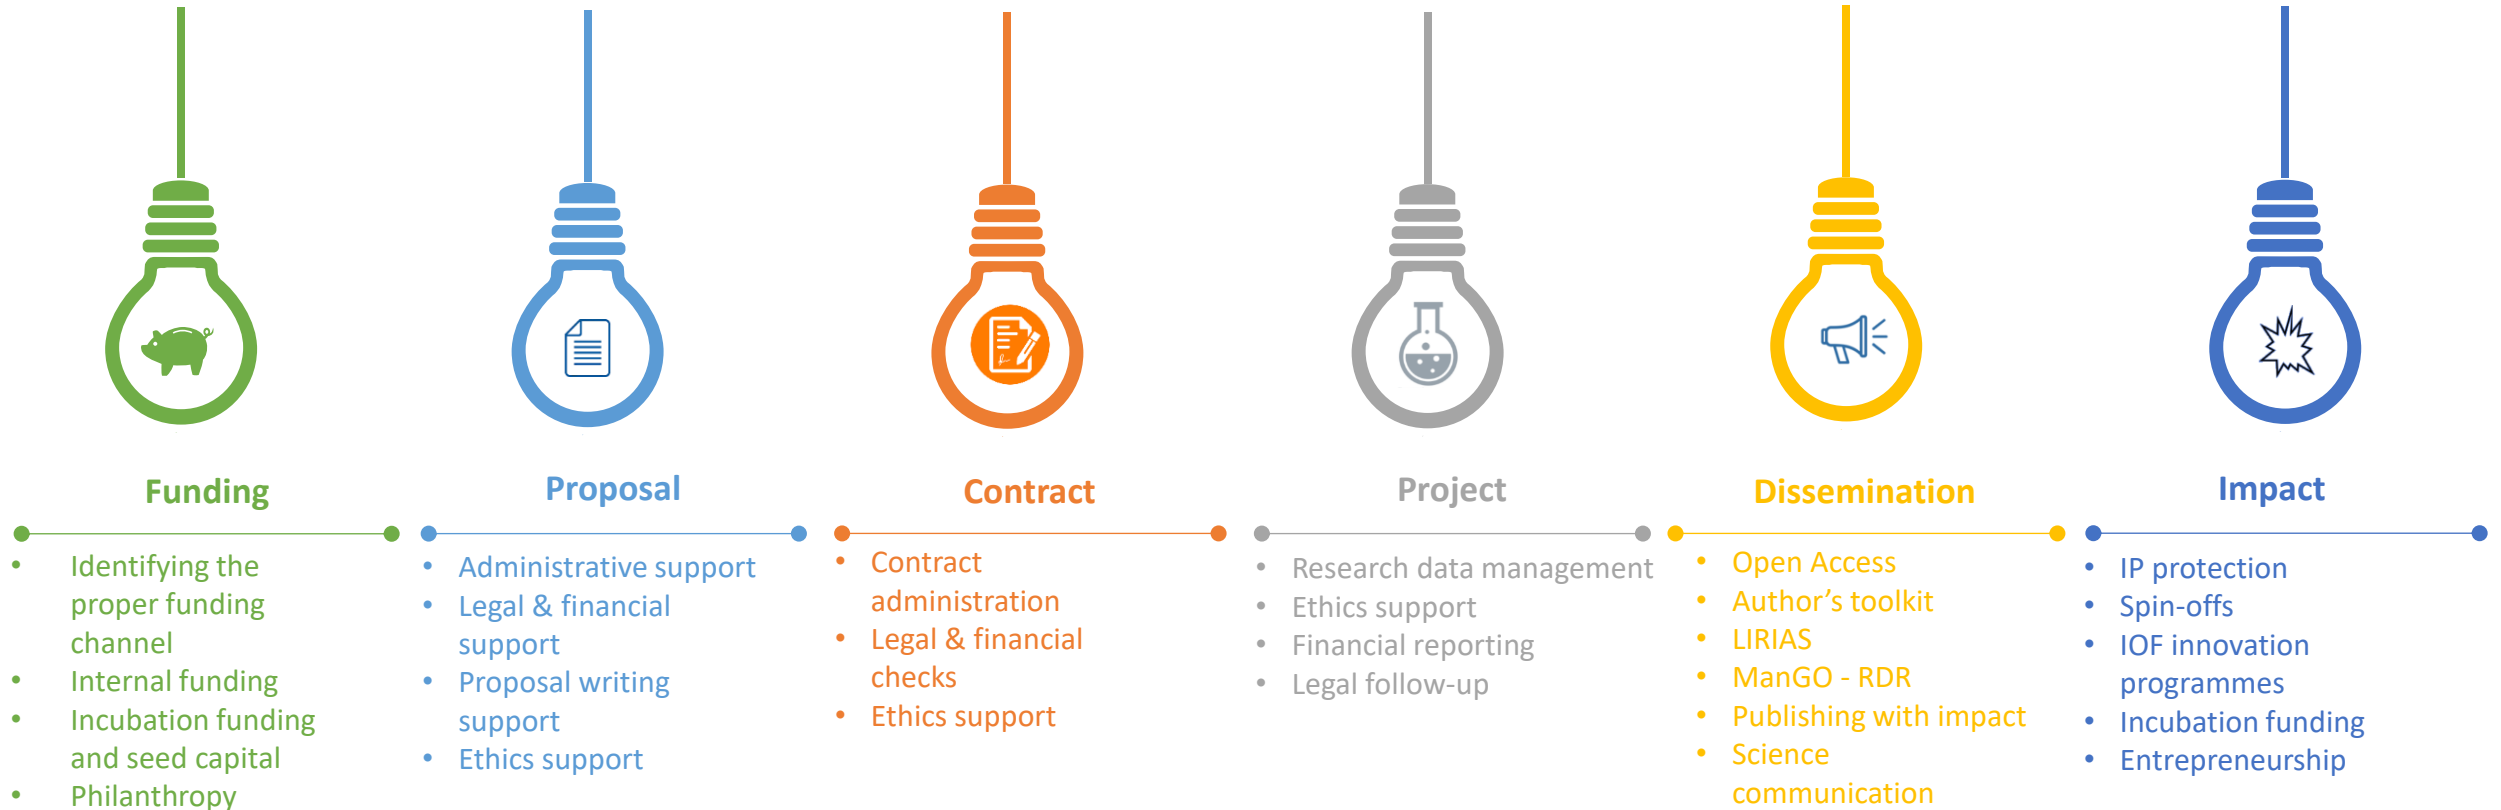 Funding
• Identifying the
proper funding
channel
• Internal funding
• Incubation funding
and seed capital
• Philanthropy
Proposal
• Administrative support
• Legal & financial
support
• Proposal writing
support
• Ethics support
Contract
• Contract
administration
• Legal & financial
checks
• Ethics support
Project
• Research data management
• Ethics support
• Financial reporting
• Legal follow-up
Dissemination
• Open Access
• Author’s toolkit
• LIRIAS
• ManGO - RDR
• Publishing with impact
• Science
communication
Impact
• IP protection
• Spin-offs
• IOF innovation
programmes
• Incubation funding
• Entrepreneurship